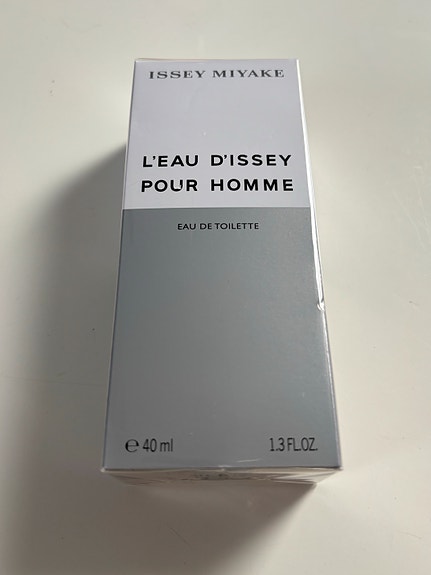 ISSEY MIYAKE
L'EAU D'ISSEY
POUR HOMME
EAU DE TOILETTE
℮ 40 ml 1.3 FL.OZ.